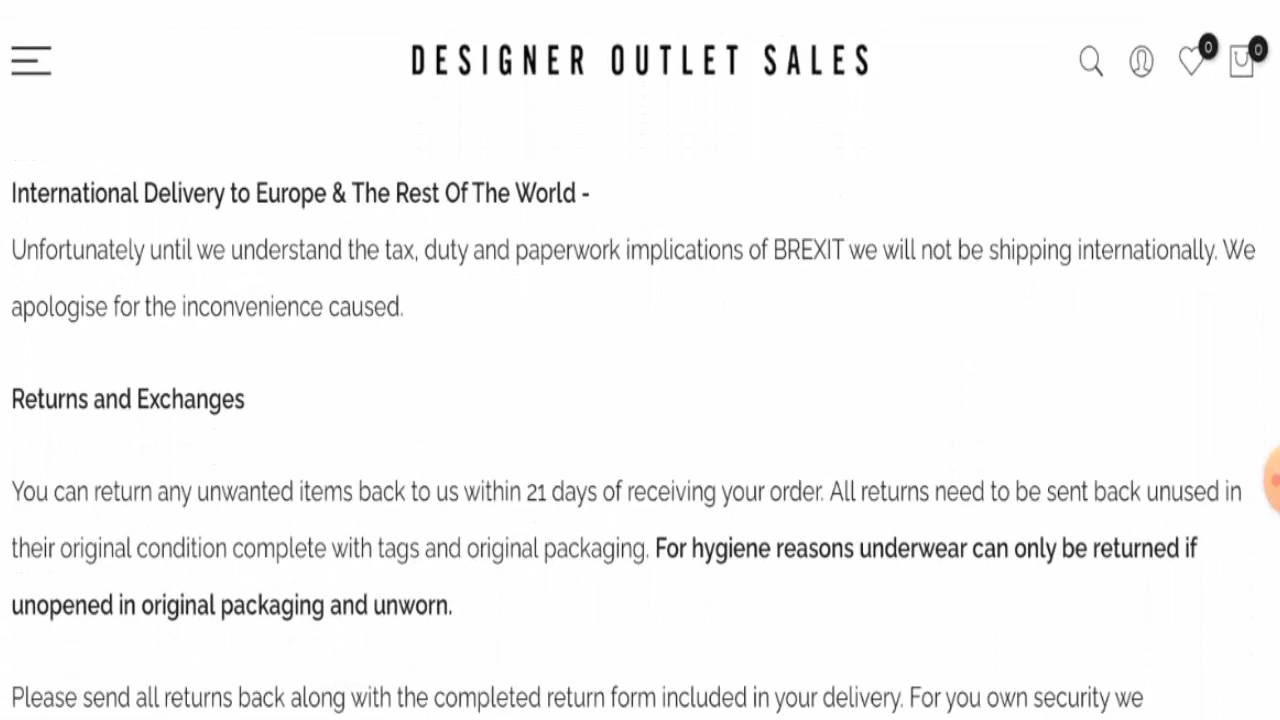 DESIGNER OUTLET SALES
0
0
International Delivery to Europe & The Rest Of The World -
Unfortunately until we understand the tax, duty and paperwork implications of BREXIT we will not be shipping internationally. We
apologise for the inconvenience caused.
Returns and Exchanges
You can return any unwanted items back to us within 21 days of receiving your order. All returns need to be sent back unused in
their original condition complete with tags and original packaging. For hygiene reasons underwear can only be returned if
unopened in original packaging and unworn.
Please send all returns back along with the completed return form included in your delivery. For you own security we